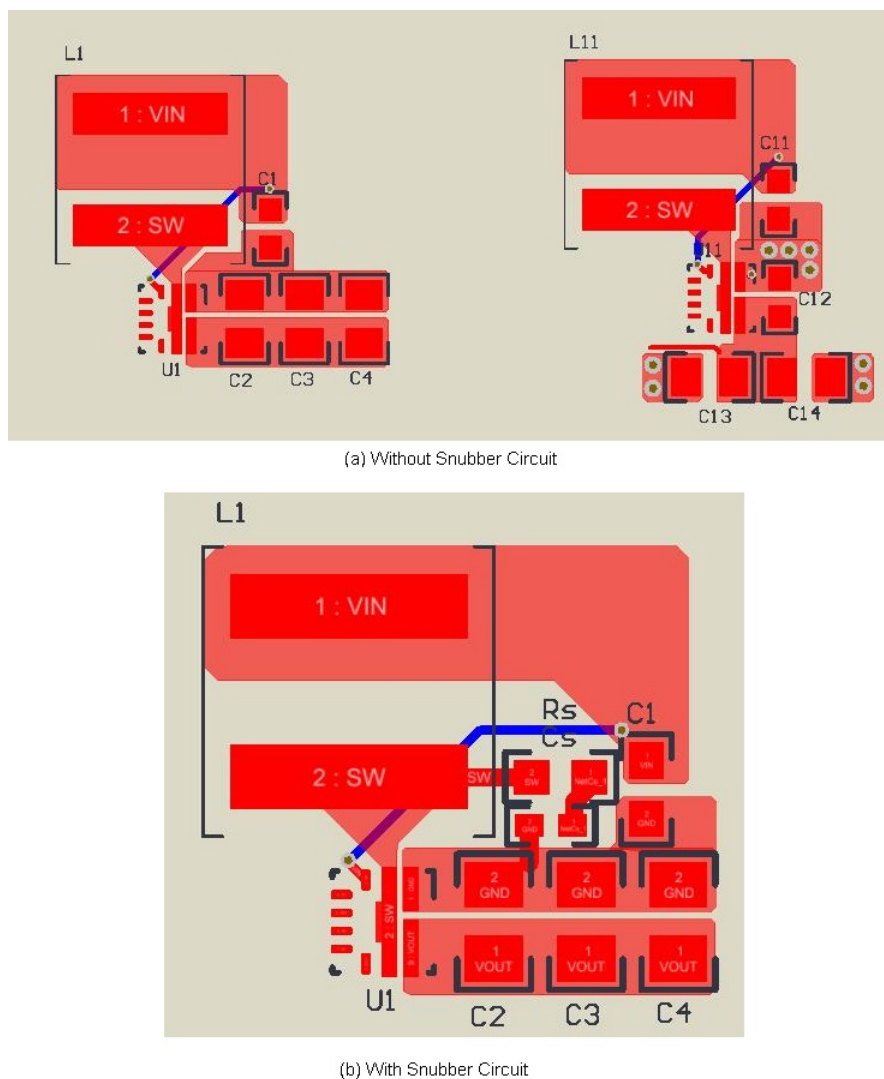 L1
L11
1 : VIN
1 : VIN
C1
C11
2 : SW
2 : SW
C12
U1
C2
C3
C4
C13
C14
(a) Without Snubber Circuit
L1
1 : VIN
Rs
C1
Cs
1
VIN
2 : SW
SW
2
SW
1
2
GND
1
2
GND
2
GND
2
GND
2
GND
2 : SW
1
VOUT
1
VOUT
1
VOUT
U1
C2
C3
C4
(b) With Snubber Circuit